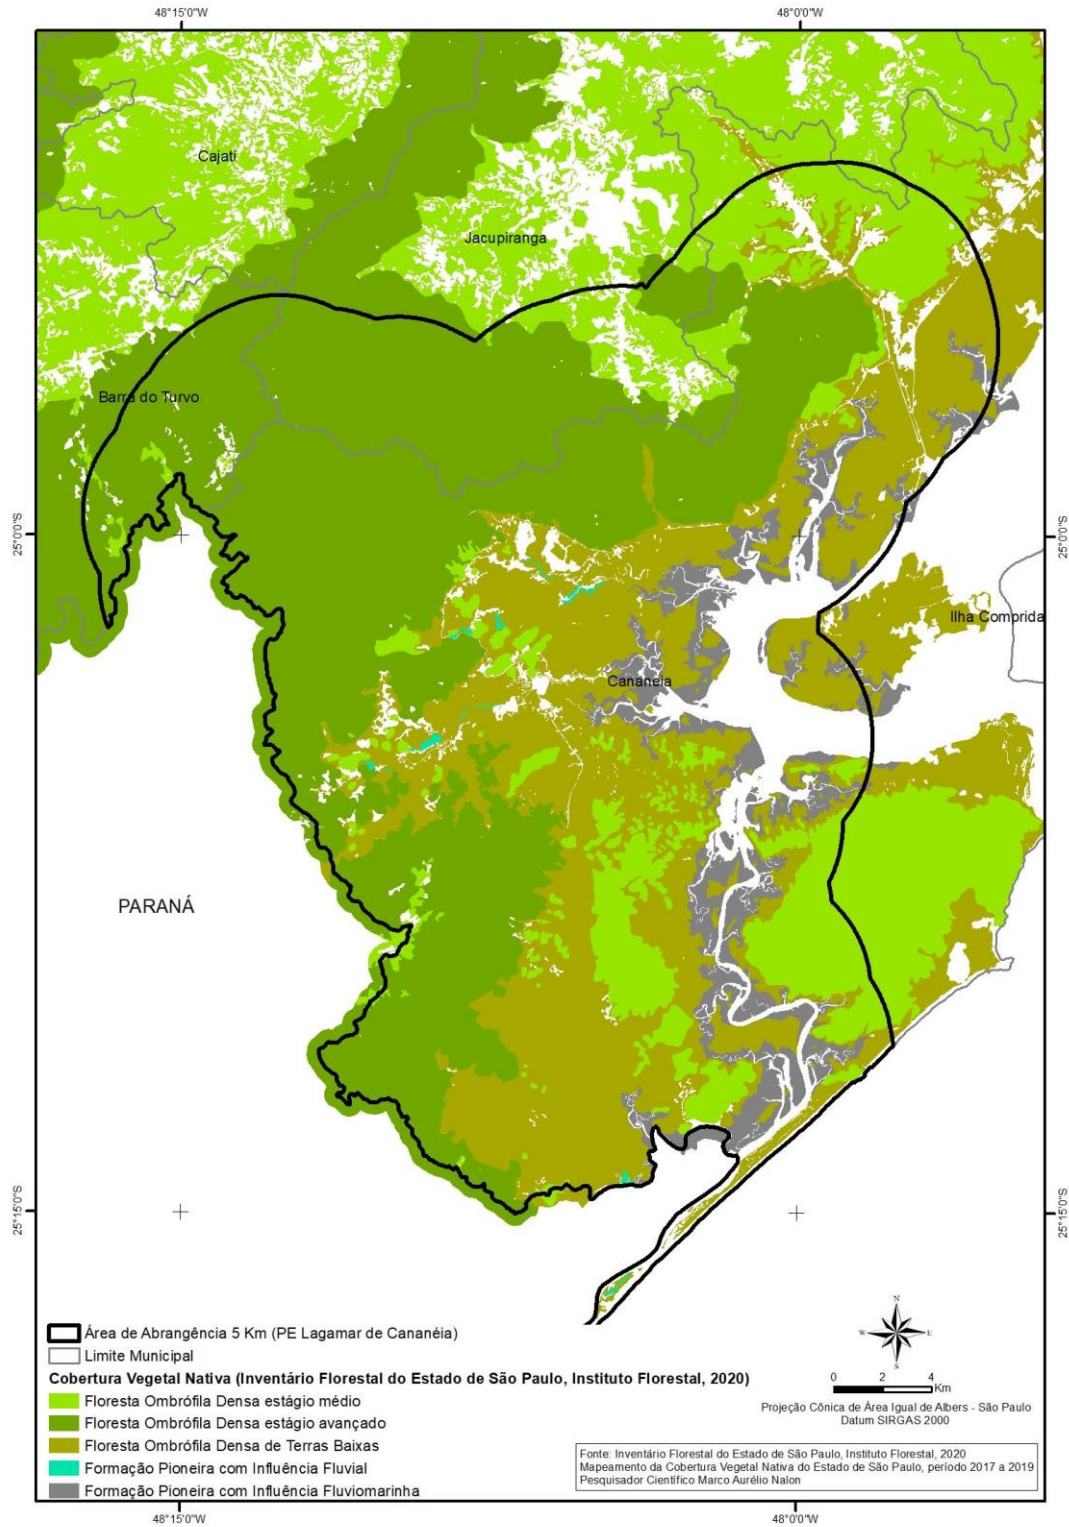 48°15'0"W
48°0'0"W
Cajati
Jacupiranga
Barra do Turvo
25°0'0"S
25°0'0"S
Ilha Comprida
Cananeia
PARANÁ
25°15'0"S
25°15'0"S
N
W
E
S
Área de Abrangência 5 Km (PE Lagamar de Cananéia)
Limite Municipal
Cobertura Vegetal Nativa (Inventário Florestal do Estado de São Paulo, Instituto Florestal, 2020)
Floresta Ombrófila Densa estágio médio
Floresta Ombrófila Densa estágio avançado
Floresta Ombrófila Densa de Terras Baixas
Formação Pioneira com Influência Fluvial
Formação Pioneira com Influência Fluviomarinha
0 2 4
Km
Projeção Cônica de Área Igual de Albers - São Paulo
Datum SIRGAS 2000
Fonte: Inventário Florestal do Estado de São Paulo, Instituto Florestal, 2020
Mapeamento da Cobertura Vegetal Nativa do Estado de São Paulo, período 2017 a 2019
Pesquisador Científico Marco Aurélio Nalon
48°15'0"W
48°0'0"W